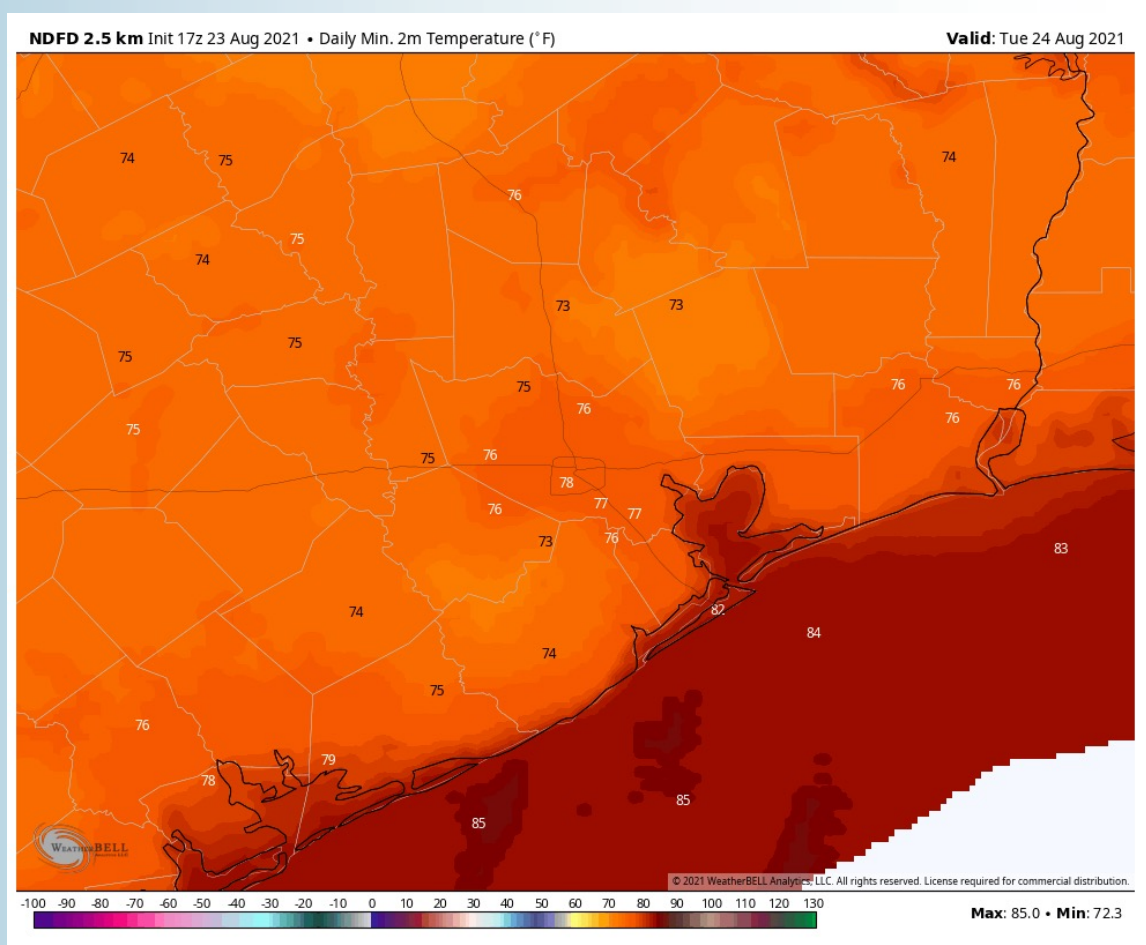 NDFD 2.5 km Init 17z 23 Aug 2021 • Daily Min. 2m Temperature (°F) Valid: Tue 24 Aug 2021
74 75 74
76
75
74
73 73
75 75
75 76 76
76 76
75
75 76
78
76 77 77
73 76
83
74 82
84
74
75
76
79
78
85
85
WEATHERBELL
© 2021 WeatherBELL Analytics, LLC. All rights reserved. License required for commercial distribution.
-100 -90 -80 -70 -60 -50 -40 -30 -20 -10 0 10 20 30 40 50 60 70 80 90 100 110 120 130
Max: 85.0 • Min: 72.3